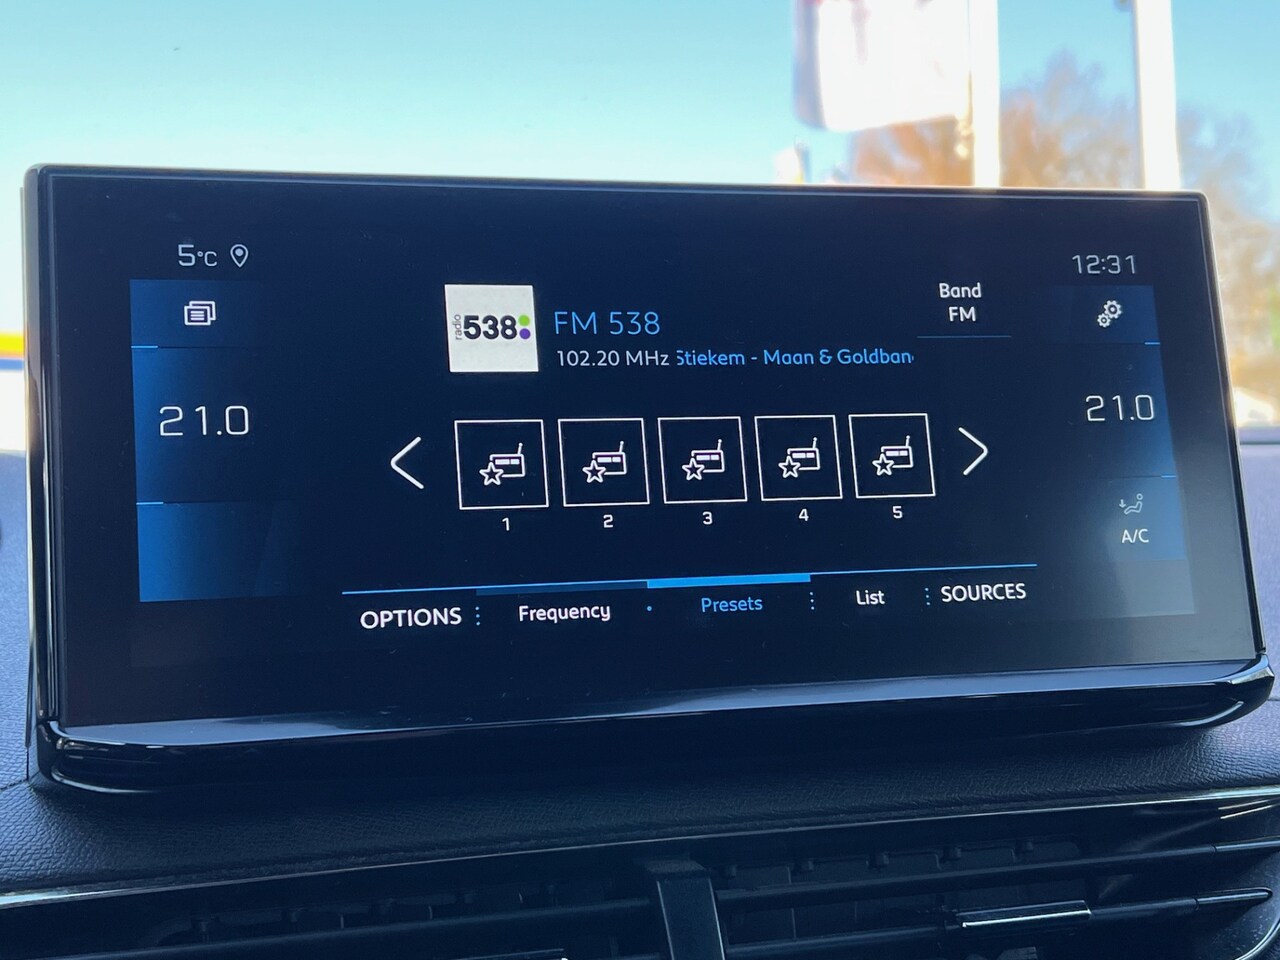 5°C
12:31
radio 538
FM 538
102.20 MHz Stiekem - Maan & Goldban
Band
FM
21.0
21.0
1 2 3 4 5
A/C
OPTIONS Frequency Presets List SOURCES